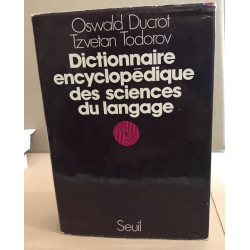 Oswald Ducrot
Tzvetan Todorov
Dictionnaire
encyclopédique
des sciences
du langage
Seuil